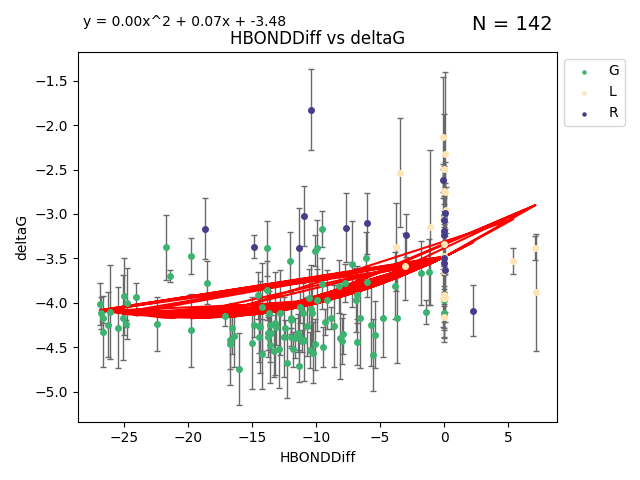 y = 0.00x^2 + 0.07x + -3.48
N = 142
HBONDDiff vs deltaG
−1.5
−2.0
−2.5
−3.0
−3.5
−4.0
−4.5
−5.0
deltaG
−25
−20
−15
−10
−5
0
5
HBONDDiff
G
L
R